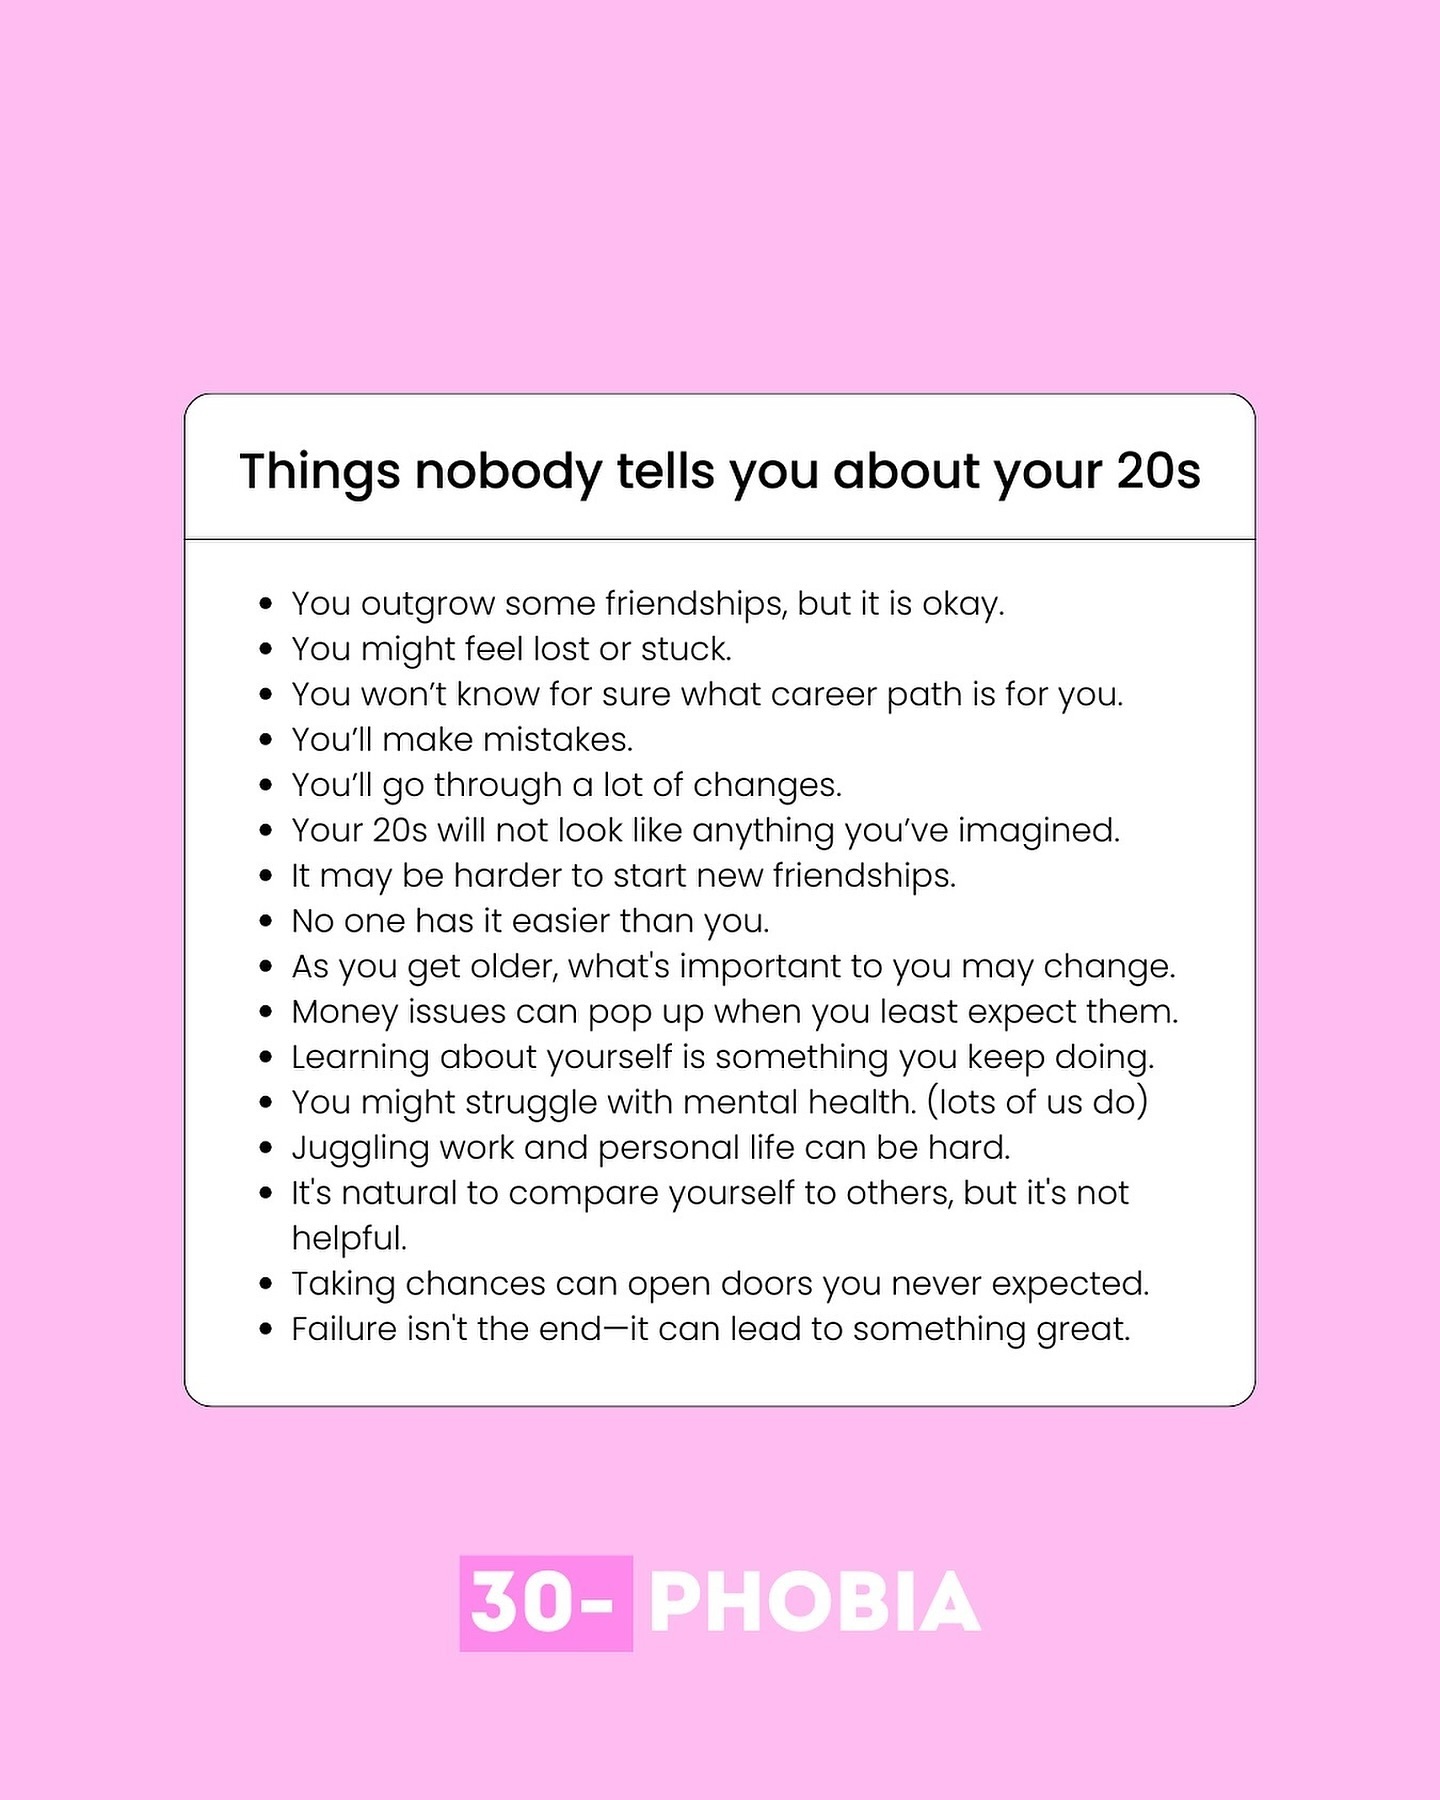 Things nobody tells you about your 20s
• You outgrow some friendships, but it is okay.
• You might feel lost or stuck.
• You won’t know for sure what career path is for you.
• You’ll make mistakes.
• You’ll go through a lot of changes.
• Your 20s will not look like anything you’ve imagined.
• It may be harder to start new friendships.
• No one has it easier than you.
• As you get older, what's important to you may change.
• Money issues can pop up when you least expect them.
• Learning about yourself is something you keep doing.
• You might struggle with mental health. (lots of us do)
• Juggling work and personal life can be hard.
• It's natural to compare yourself to others, but it's not
helpful.
• Taking chances can open doors you never expected.
• Failure isn't the end—it can lead to something great.
30- PHOBIA